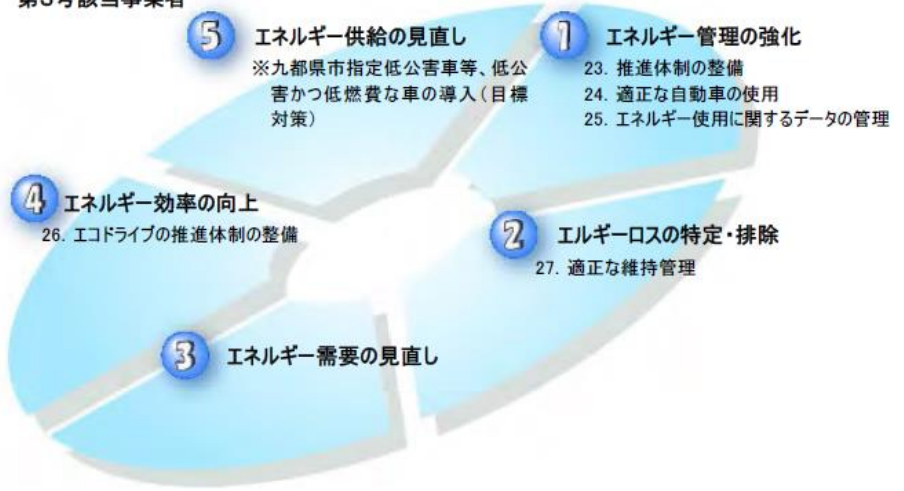 第3号該当事業者
5 エネルギー供給の見直し
※九都県市指定低公害車等、低公
害かつ低燃費な車の導入（目標
対策）
1 エネルギー管理の強化
23. 推進体制の整備
24. 適正な自動車の使用
25. エネルギー使用に関するデータの管理
4 エネルギー効率の向上
26. エコドライブの推進体制の整備
2 エルギーロスの特定・排除
27. 適正な維持管理
3 エネルギー需要の見直し